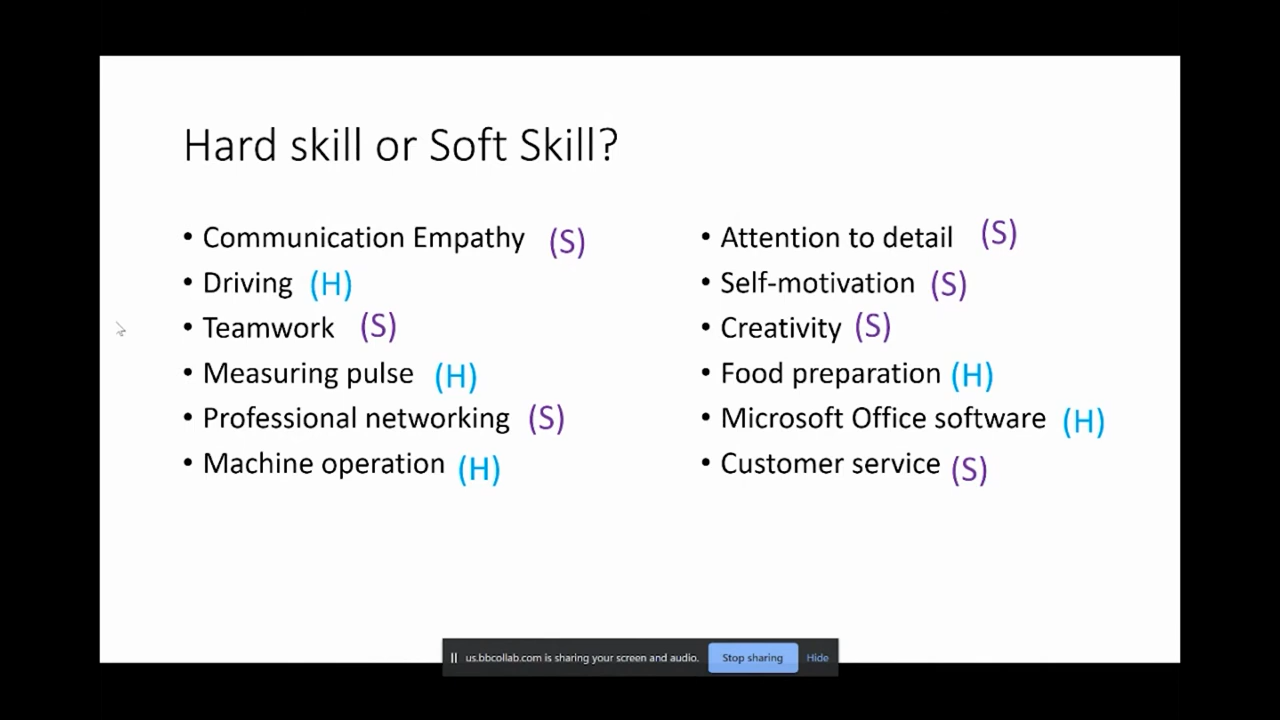 Hard skill or Soft Skill?
• Communication Empathy (S)
• Driving (H)
• Teamwork (S)
• Measuring pulse (H)
• Professional networking (S)
• Machine operation (H)
• Attention to detail (S)
• Self-motivation (S)
• Creativity (S)
• Food preparation (H)
• Microsoft Office software (H)
• Customer service (S)
us.bbcollab.com is sharing your screen and audio. Stop sharing Hide